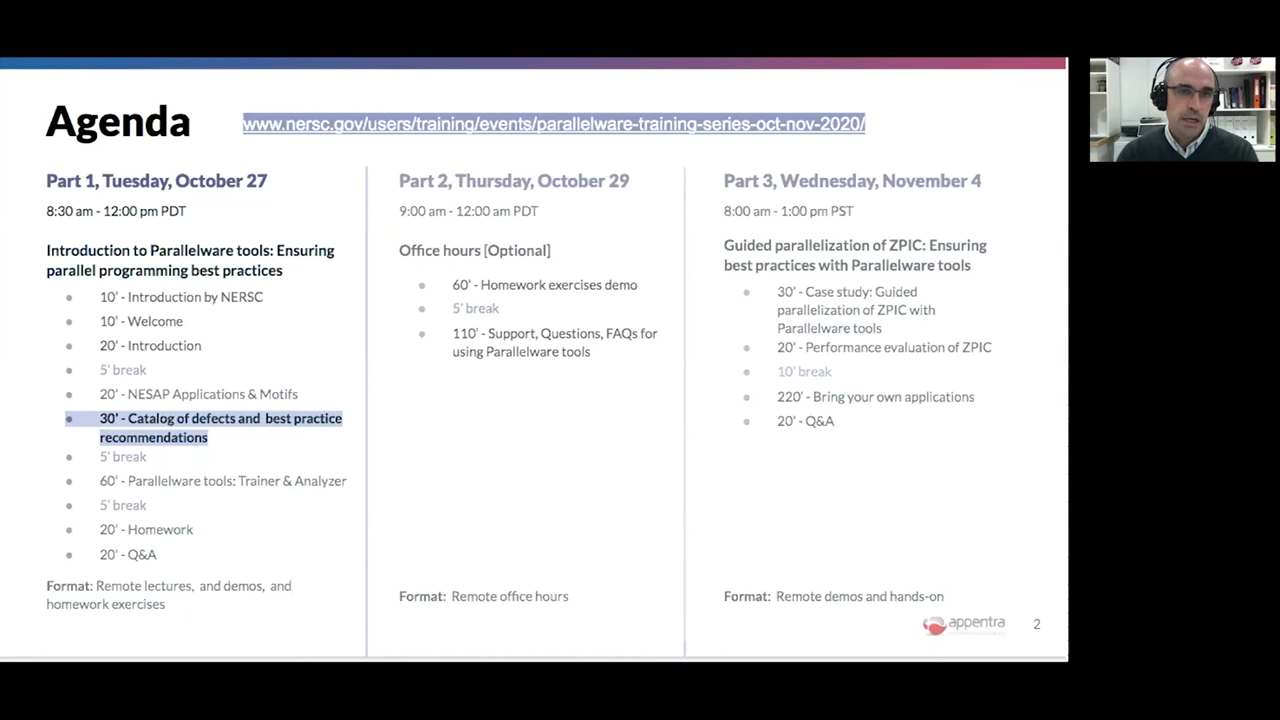 Agenda
www.nersc.gov/users/training/events/parallelware-training-series-oct-nov-2020/
Part 1, Tuesday, October 27
8:30 am - 12:00 pm PDT
Introduction to Parallelware tools: Ensuring
parallel programming best practices
10' - Introduction by NERSC
10' - Welcome
20' - Introduction
5' break
20' - NESAP Applications & Motifs
30' - Catalog of defects and best practice
recommendations
5' break
60' - Parallelware tools: Trainer & Analyzer
5' break
20' - Homework
20' - Q&A
Format: Remote lectures, and demos, and
homework exercises
Part 2, Thursday, October 29
9:00 am - 12:00 am PDT
Office hours [Optional]
60' - Homework exercises demo
5' break
110' - Support, Questions, FAQs for
using Parallelware tools
Format: Remote office hours
Part 3, Wednesday, November 4
8:00 am - 1:00 pm PST
Guided parallelization of ZPIC: Ensuring
best practices with Parallelware tools
30' - Case study: Guided
parallelization of ZPIC with
Parallelware tools
20' - Performance evaluation of ZPIC
10' break
220' - Bring your own applications
20' - Q&A
Format: Remote demos and hands-on
appentra
2